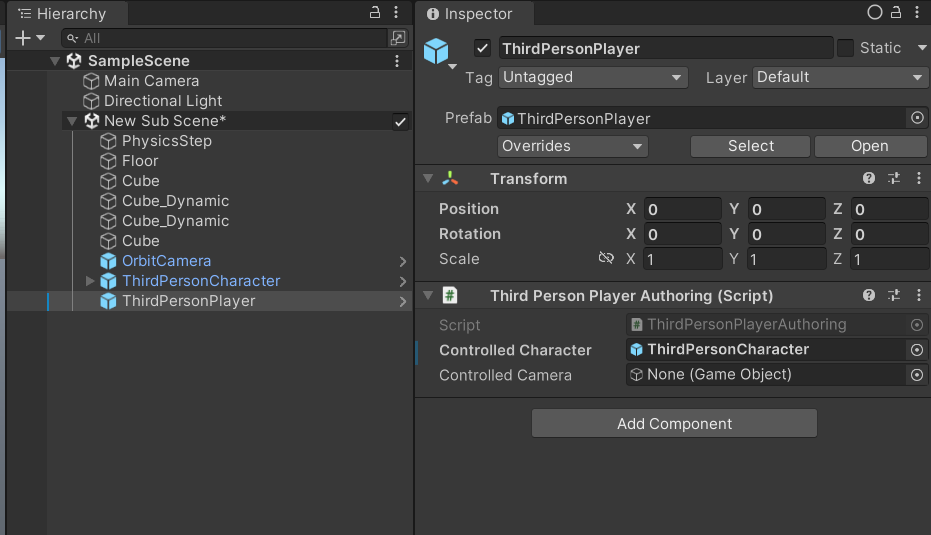 Hierarchy
All
SampleScene
Main Camera
Directional Light
New Sub Scene*
PhysicsStep
Floor
Cube
Cube_Dynamic
Cube_Dynamic
Cube
OrbitCamera
ThirdPersonCharacter
ThirdPersonPlayer
Inspector
ThirdPersonPlayer Static
Tag Untagged Layer Default
Prefab ThirdPersonPlayer
Overrides Select Open
Transform
Position X 0 Y 0 Z 0
Rotation X 0 Y 0 Z 0
Scale X 1 Y 1 Z 1
# Third Person Player Authoring (Script)
Script # ThirdPersonPlayerAuthoring
Controlled Character ThirdPersonCharacter
Controlled Camera None (Game Object)
Add Component